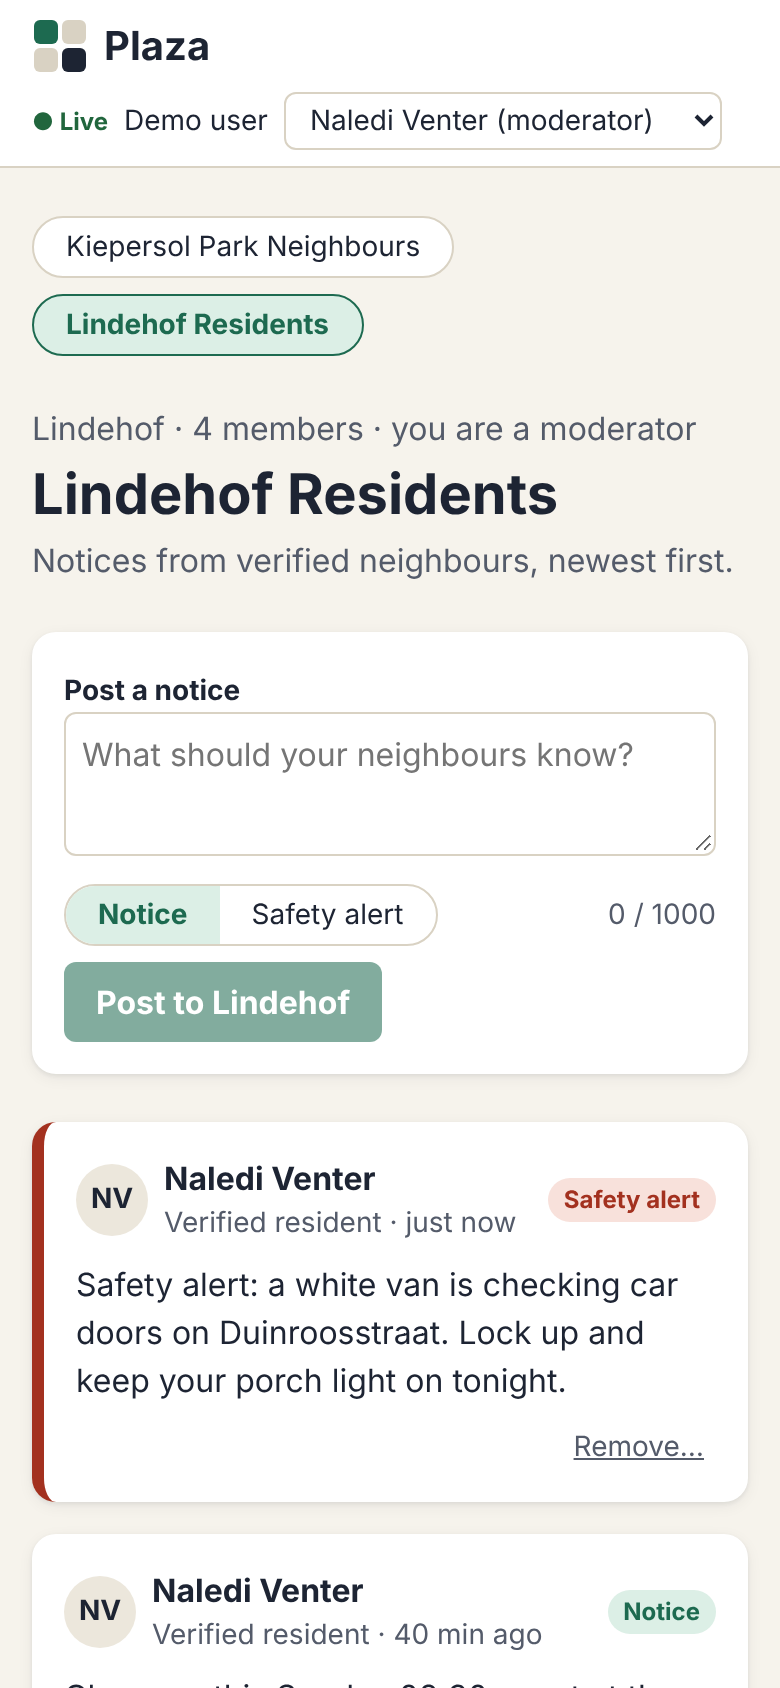 Plaza
Live Demo user Naledi Venter (moderator)
Kiepersol Park Neighbours
Lindehof Residents
Lindehof · 4 members · you are a moderator
Lindehof Residents
Notices from verified neighbours, newest first.
Post a notice
What should your neighbours know?
Notice Safety alert 0 / 1000
Post to Lindehof
NV Naledi Venter Safety alert
Verified resident · just now
Safety alert: a white van is checking car
doors on Duinroosstraat. Lock up and
keep your porch light on tonight.
Remove...
NV Naledi Venter Notice
Verified resident · 40 min ago